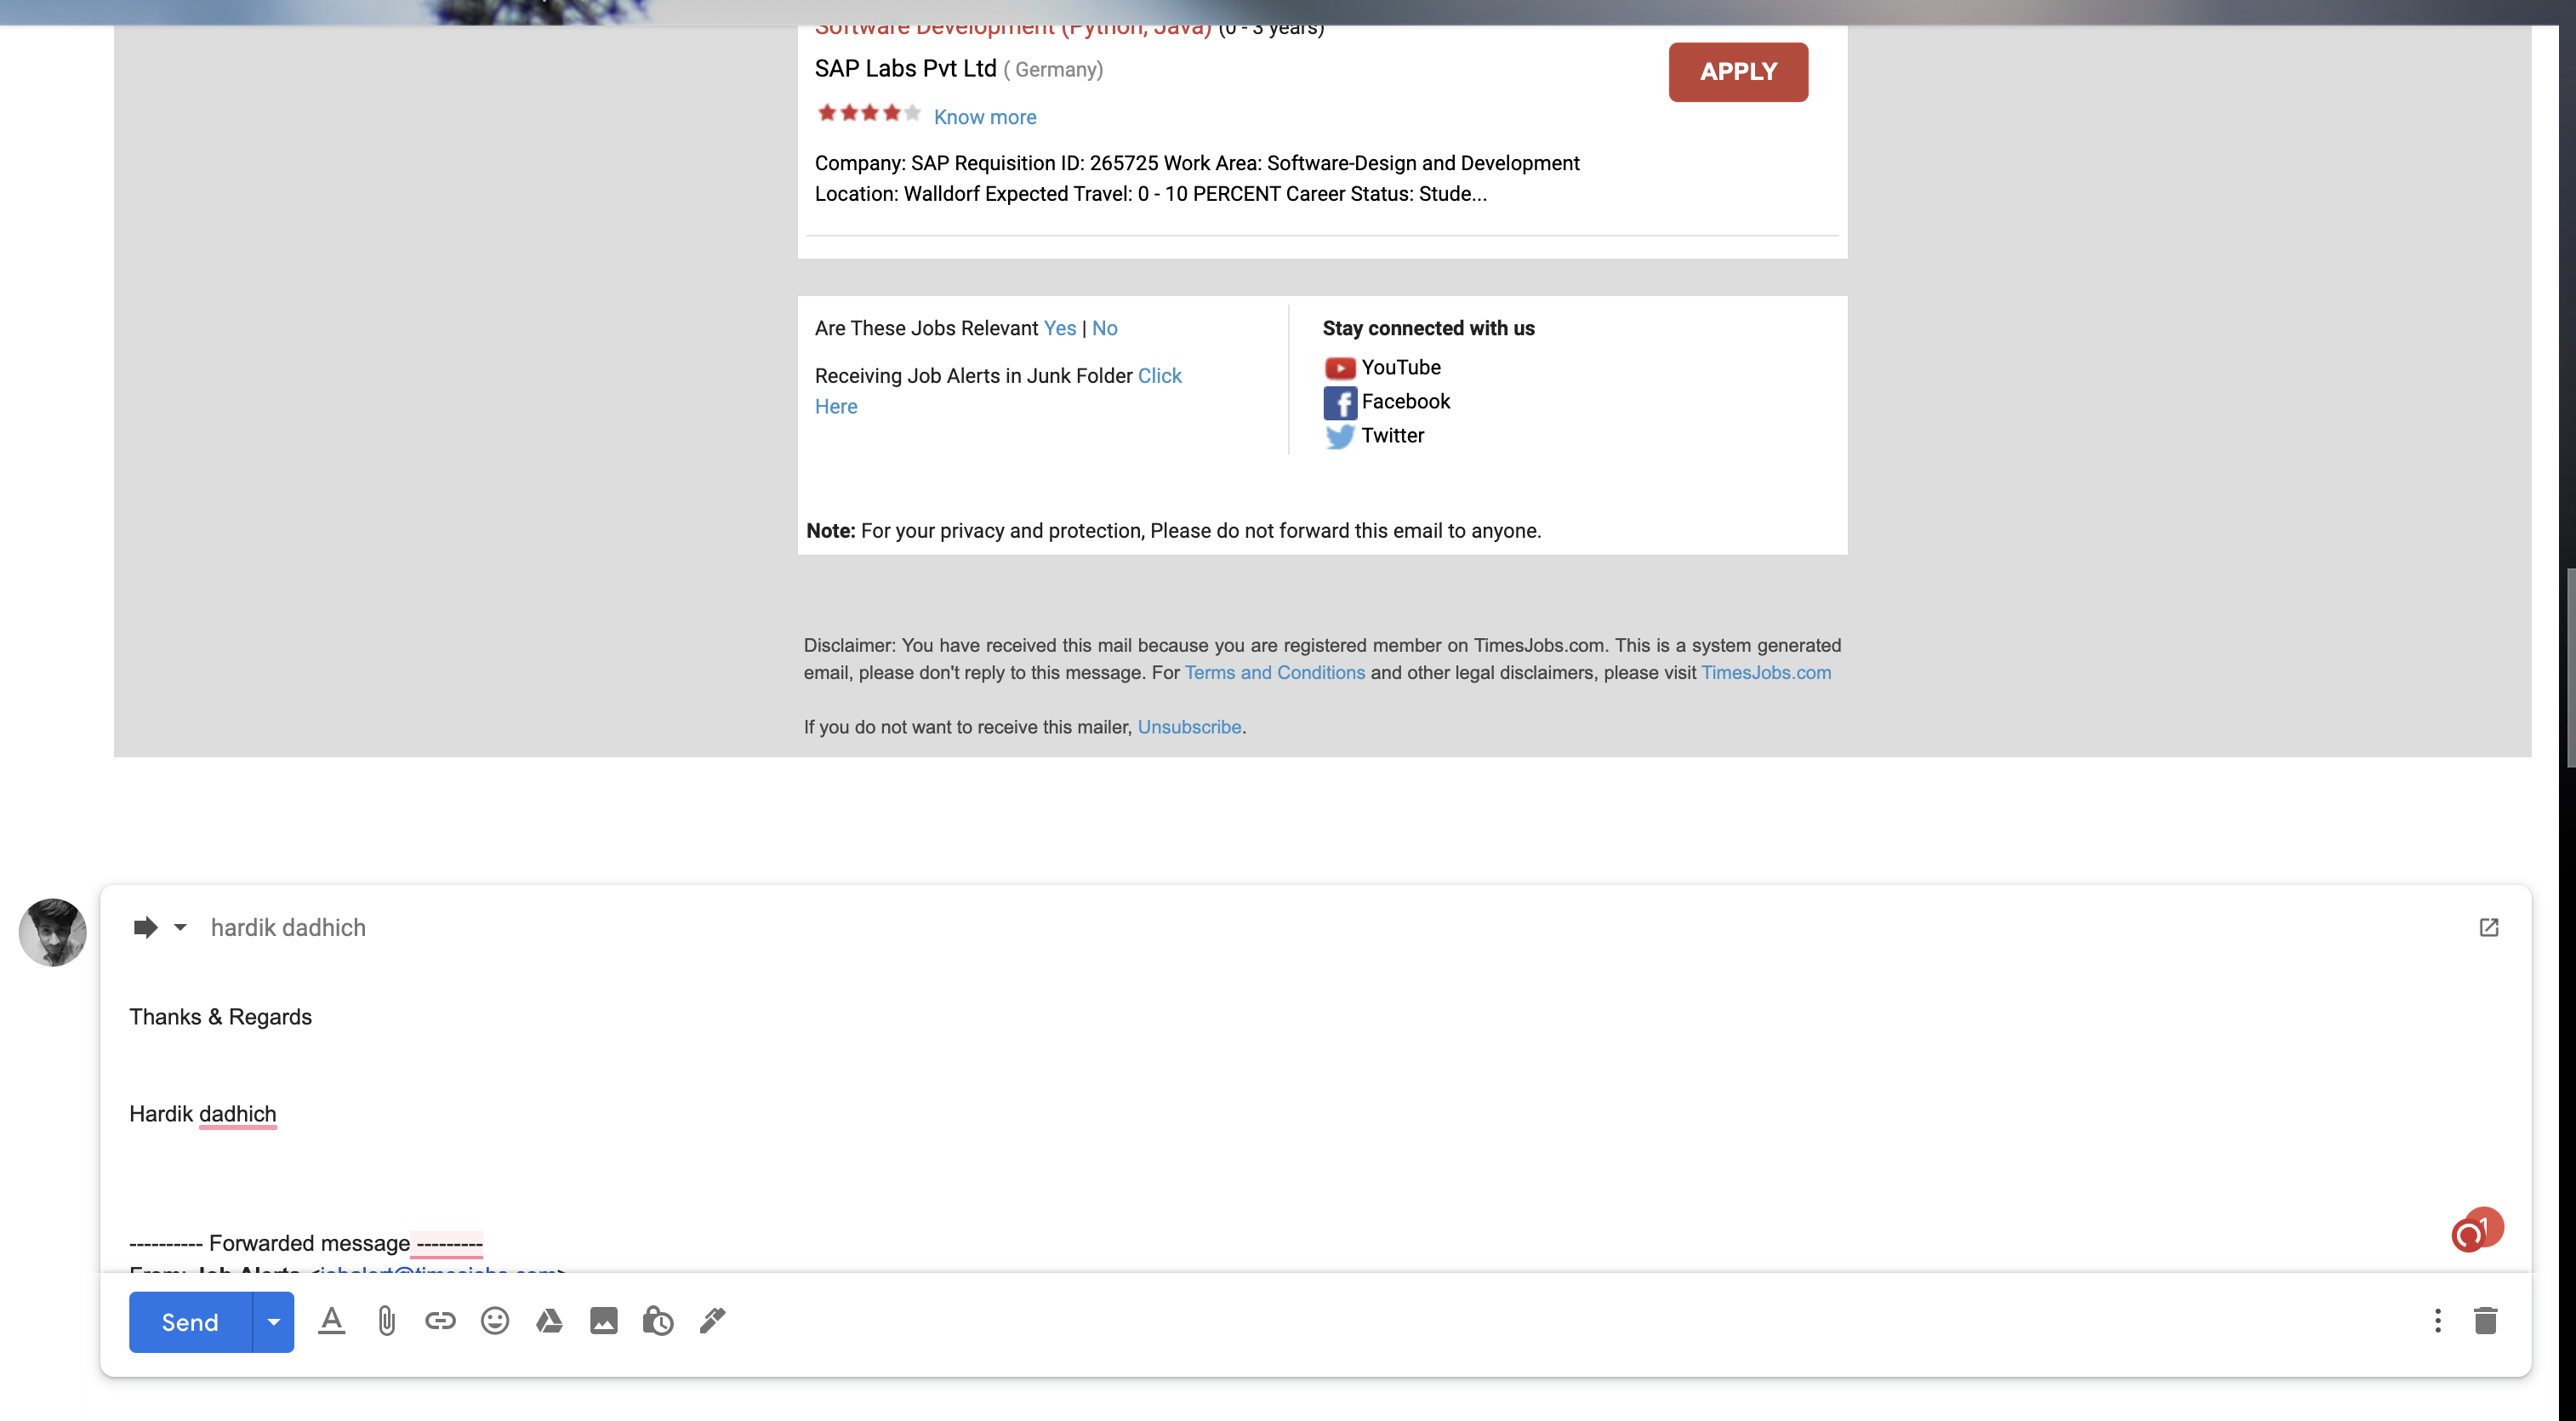 Software Development (Python, Java) (0 - 3 years)
SAP Labs Pvt Ltd ( Germany)
APPLY
Know more
Company: SAP Requisition ID: 265725 Work Area: Software-Design and Development
Location: Walldorf Expected Travel: 0 - 10 PERCENT Career Status: Stude...
Are These Jobs Relevant Yes | No
Receiving Job Alerts in Junk Folder Click
Here
Stay connected with us
YouTube
Facebook
Twitter
Note: For your privacy and protection, Please do not forward this email to anyone.
Disclaimer: You have received this mail because you are registered member on TimesJobs.com. This is a system generated
email, please don't reply to this message. For Terms and Conditions and other legal disclaimers, please visit TimesJobs.com
If you do not want to receive this mailer, Unsubscribe.
hardik dadhich
Thanks & Regards
Hardik dadhich
---------- Forwarded message ---------
From: Job Alerts <jobalert@timesjobs.com>
1
Send